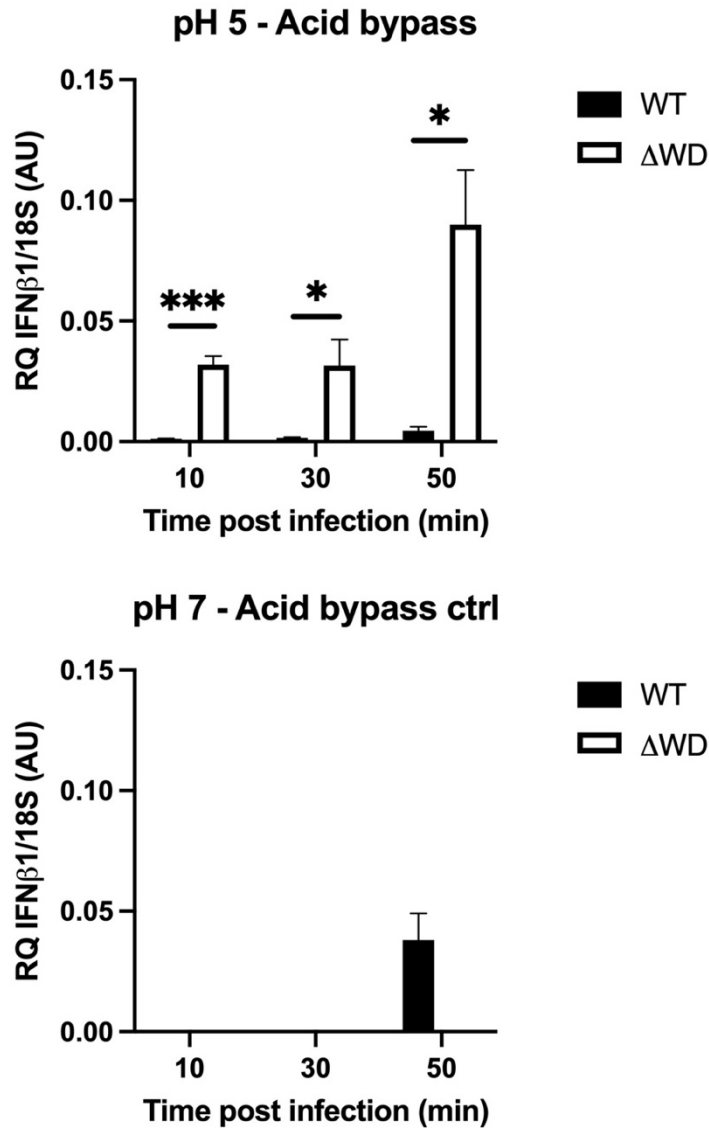 pH 5 - Acid bypass
RQ IFNβ1/18S (AU)
0.15
0.10
0.05
0.00
***
*
*
10 30 50
Time post infection (min)
WT
ΔWD
pH 7 - Acid bypass ctrl
RQ IFNβ1/18S (AU)
0.15
0.10
0.05
0.00
10 30 50
Time post infection (min)
WT
ΔWD